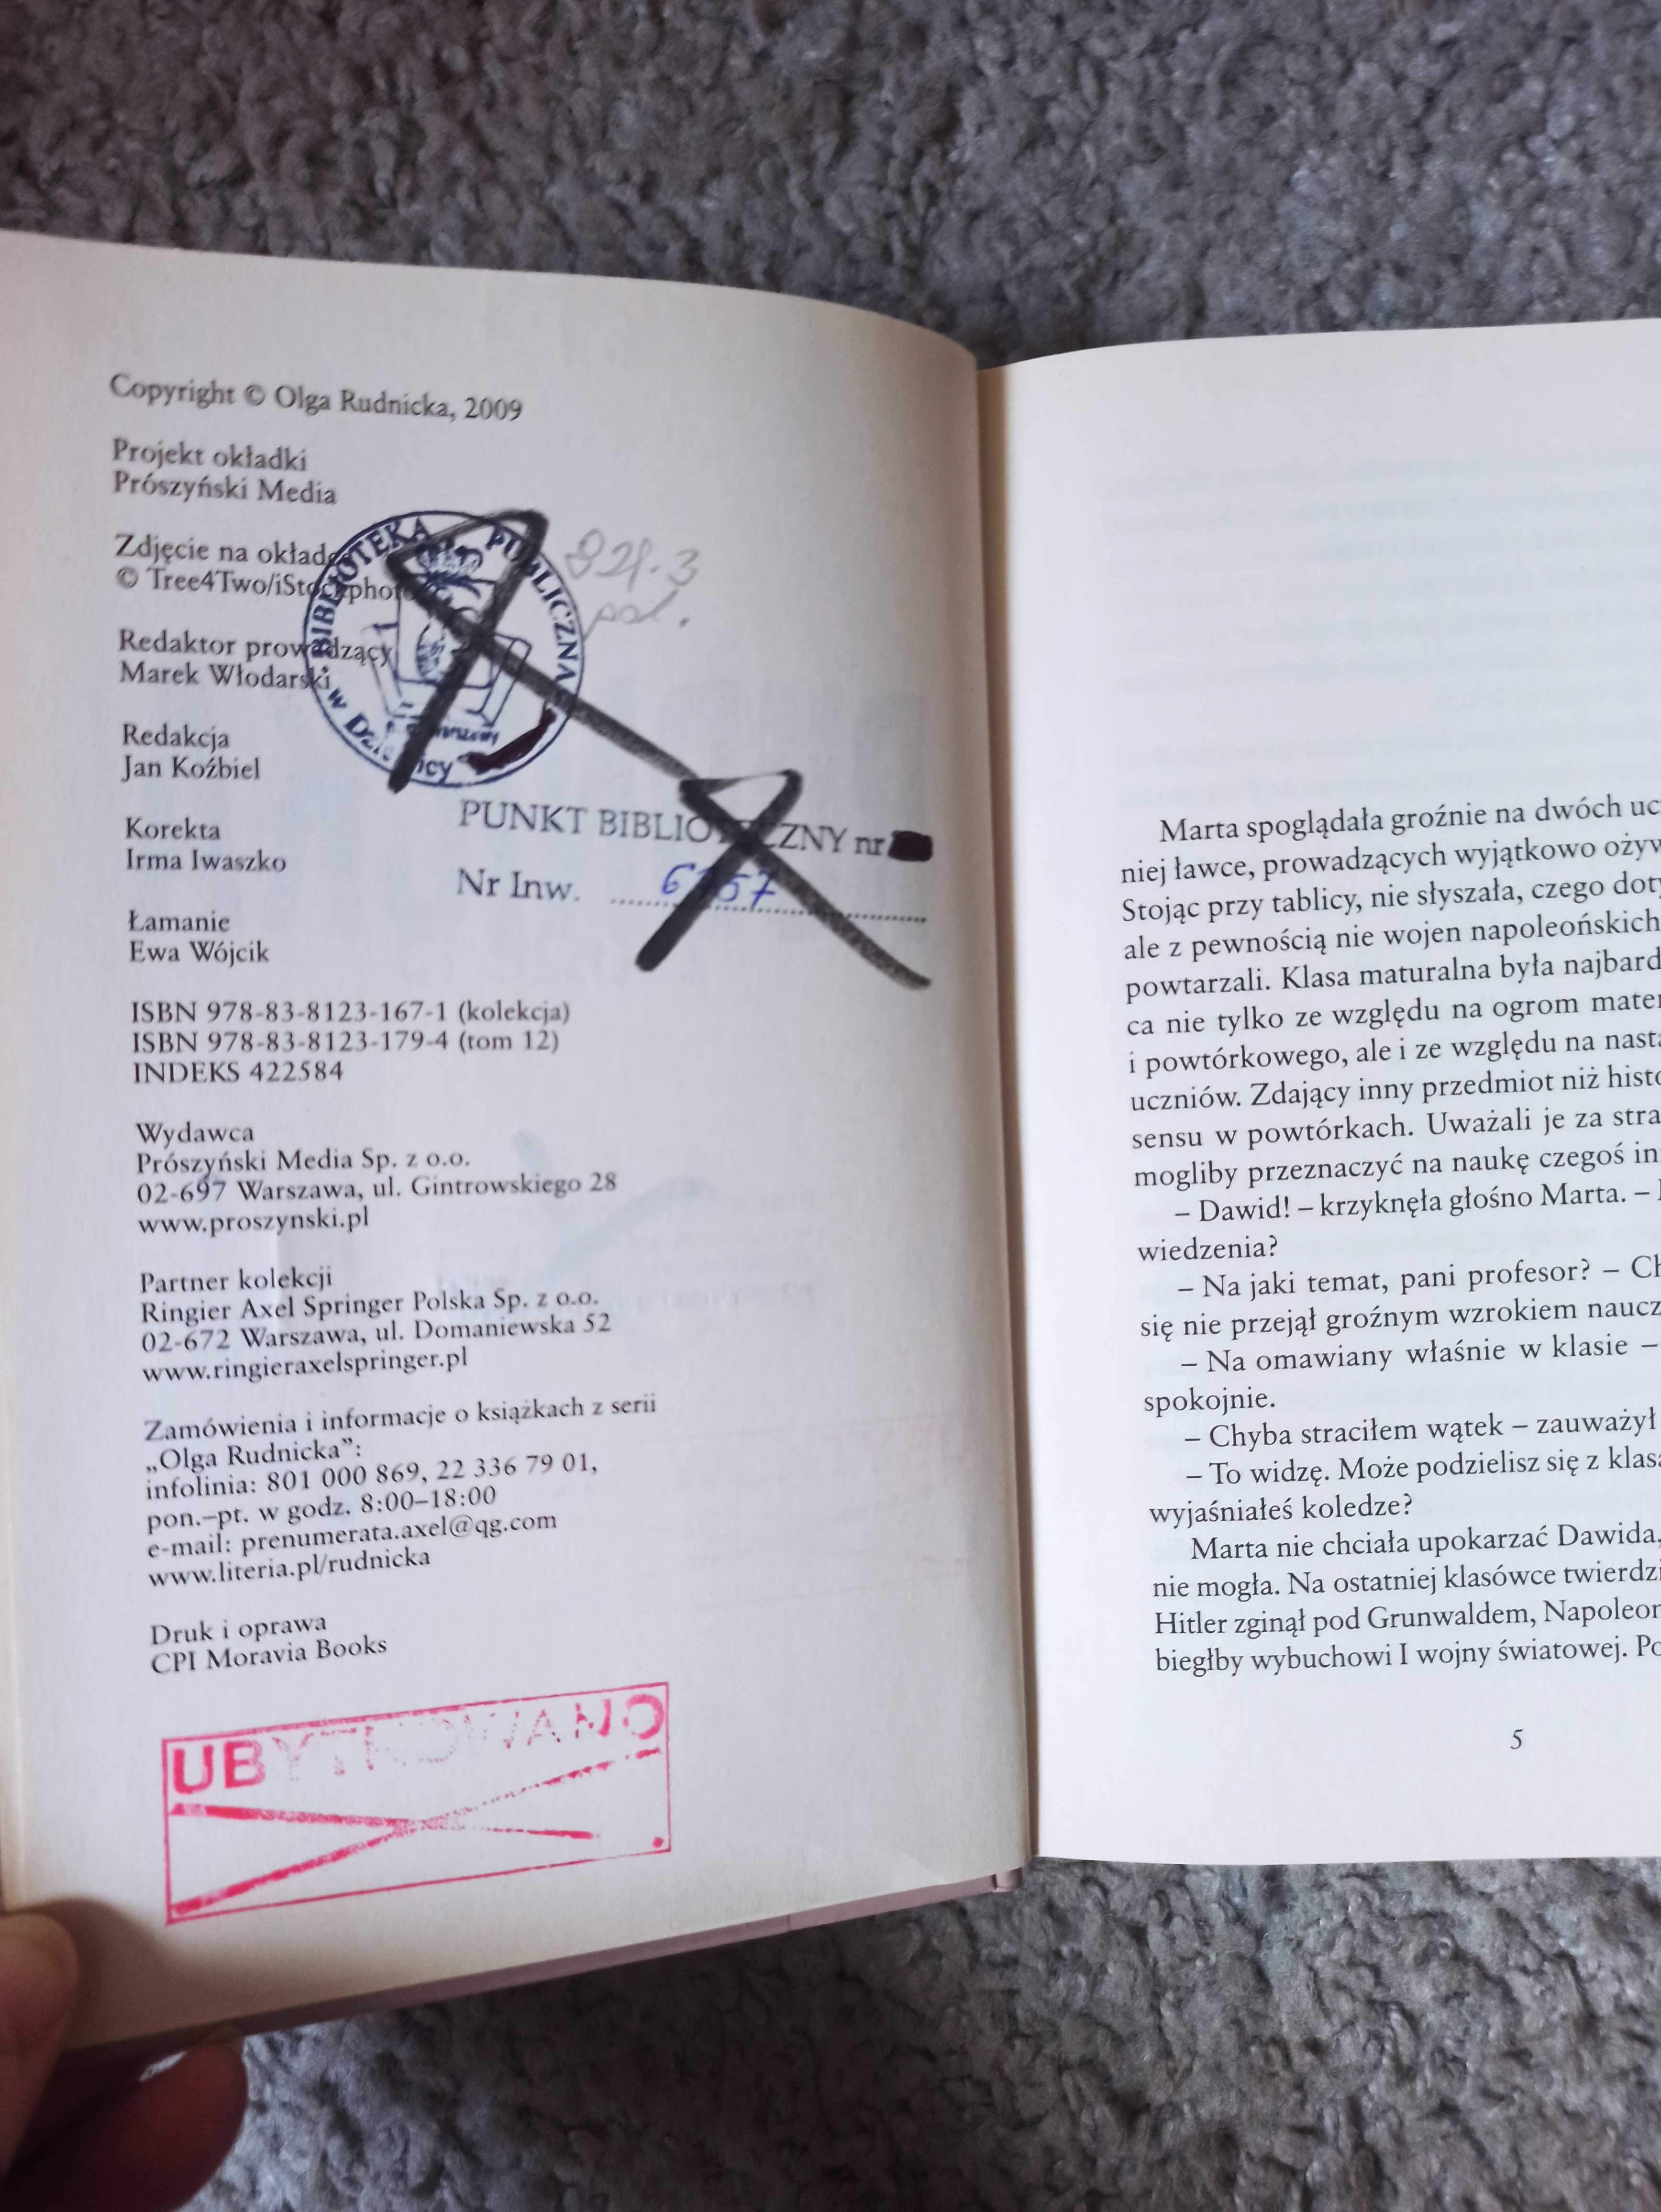 Copyright © Olga Rudnicka, 2009
Projekt okładki
Prószyński Media
Zdjęcie na okład
© Tree4Two/iStockphoto
Redaktor prowadzący
Marek Włodarski
Redakcja
Jan Koźbiel
Korekta
Irma Iwaszko
Łamanie
Ewa Wójcik
BIBLIOTEKA PUBLICZNA
w
821.3
pol.
PUNKT BIBLIOTECZNY nr
Nr Inw.
ISBN 978-83-8123-167-1 (kolekcja)
ISBN 978-83-8123-179-4 (tom 12)
INDEKS 422584
Wydawca
Prószyński Media Sp. z o.o.
02-697 Warszawa, ul. Gintrowskiego 28
www.proszynski.pl
Partner kolekcji
Ringier Axel Springer Polska Sp. z o.o.
02-672 Warszawa, ul. Domaniewska 52
www.ringieraxelspringer.pl
Zamówienia i informacje o książkach z serii
„Olga Rudnicka”:
infolinia: 801 000 869, 22 336 79 01,
pon.–pt. w godz. 8:00–18:00
e-mail: prenumerata.axel@qg.com
www.literia.pl/rudnicka
Druk i oprawa
CPI Moravia Books
UBYTKOWANO
Marta spoglądała groźnie na dwóch uc
niej ławce, prowadzących wyjątkowo ożyw
Stojąc przy tablicy, nie słyszała, czego doty
ale z pewnością nie wojen napoleońskich
powtarzali. Klasa maturalna była najbard
ca nie tylko ze względu na ogrom mater
i powtórkowego, ale i ze względu na nasta
uczniów. Zdający inny przedmiot niż histo
sensu w powtórkach. Uważali je za stra
mogliby przeznaczyć na naukę czegoś in
– Dawid! – krzyknęła głośno Marta. –
wiedzenia?
– Na jaki temat, pani profesor? – Ch
się nie przejął groźnym wzrokiem naucz
– Na omawiany właśnie w klasie –
spokojnie.
– Chyba straciłem wątek – zauważył
– To widzę. Może podzielisz się z klasą
wyjaśniałeś koledze?
Marta nie chciała upokarzać Dawida,
nie mogła. Na ostatniej klasówce twierdzi
Hitler zginął pod Grunwaldem, Napoleon
biegłby wybuchowi I wojny światowej. Po
5